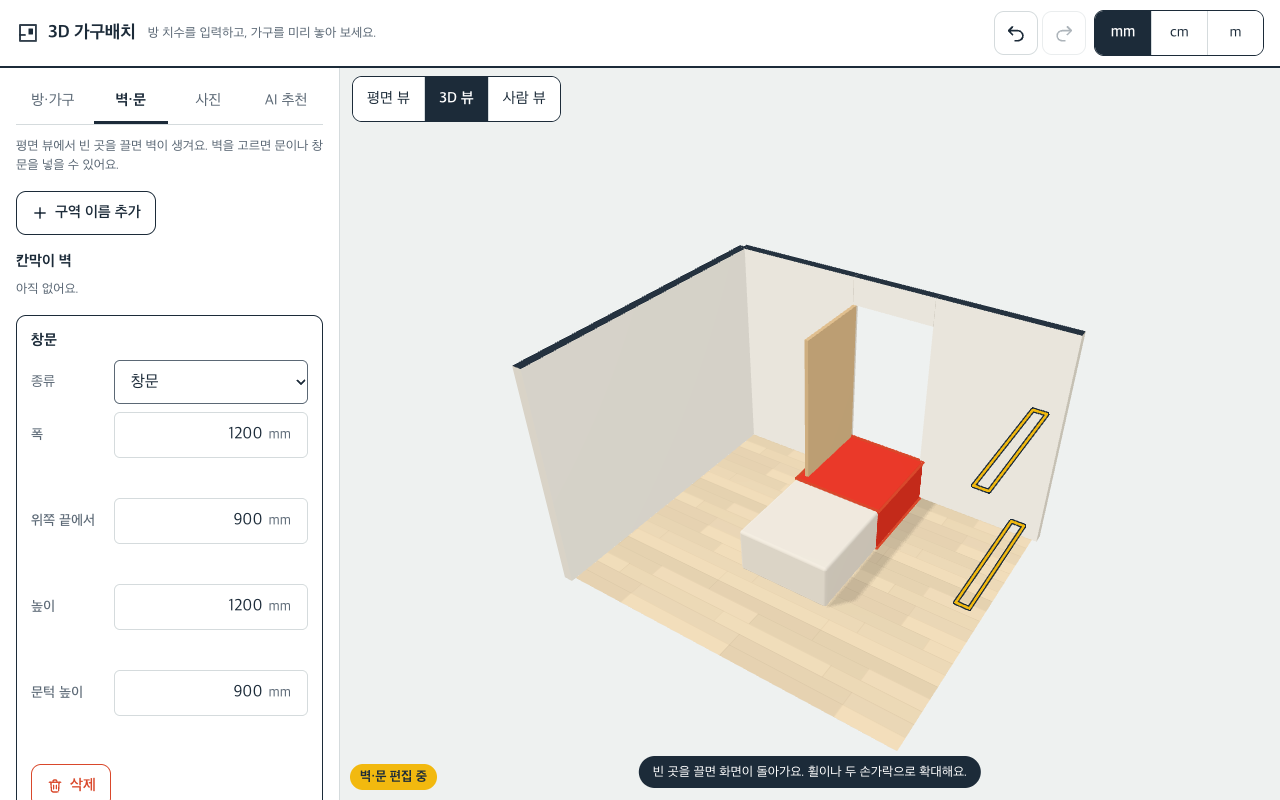 3D 가구배치 방 치수를 입력하고, 가구를 미리 놓아 보세요.
mm cm m
방·가구 벽·문 사진 AI 추천
평면 뷰 3D 뷰 사람 뷰
평면 뷰에서 빈 곳을 끌면 벽이 생겨요. 벽을 고르면 문이나 창
문을 넣을 수 있어요.
구역 이름 추가
칸막이 벽
아직 없어요.
창문
종류 창문
폭 1200 mm
위쪽 끝에서 900 mm
높이 1200 mm
문턱 높이 900 mm
삭제
벽·문 편집 중
빈 곳을 끌면 화면이 돌아가요. 휠이나 두 손가락으로 확대해요.